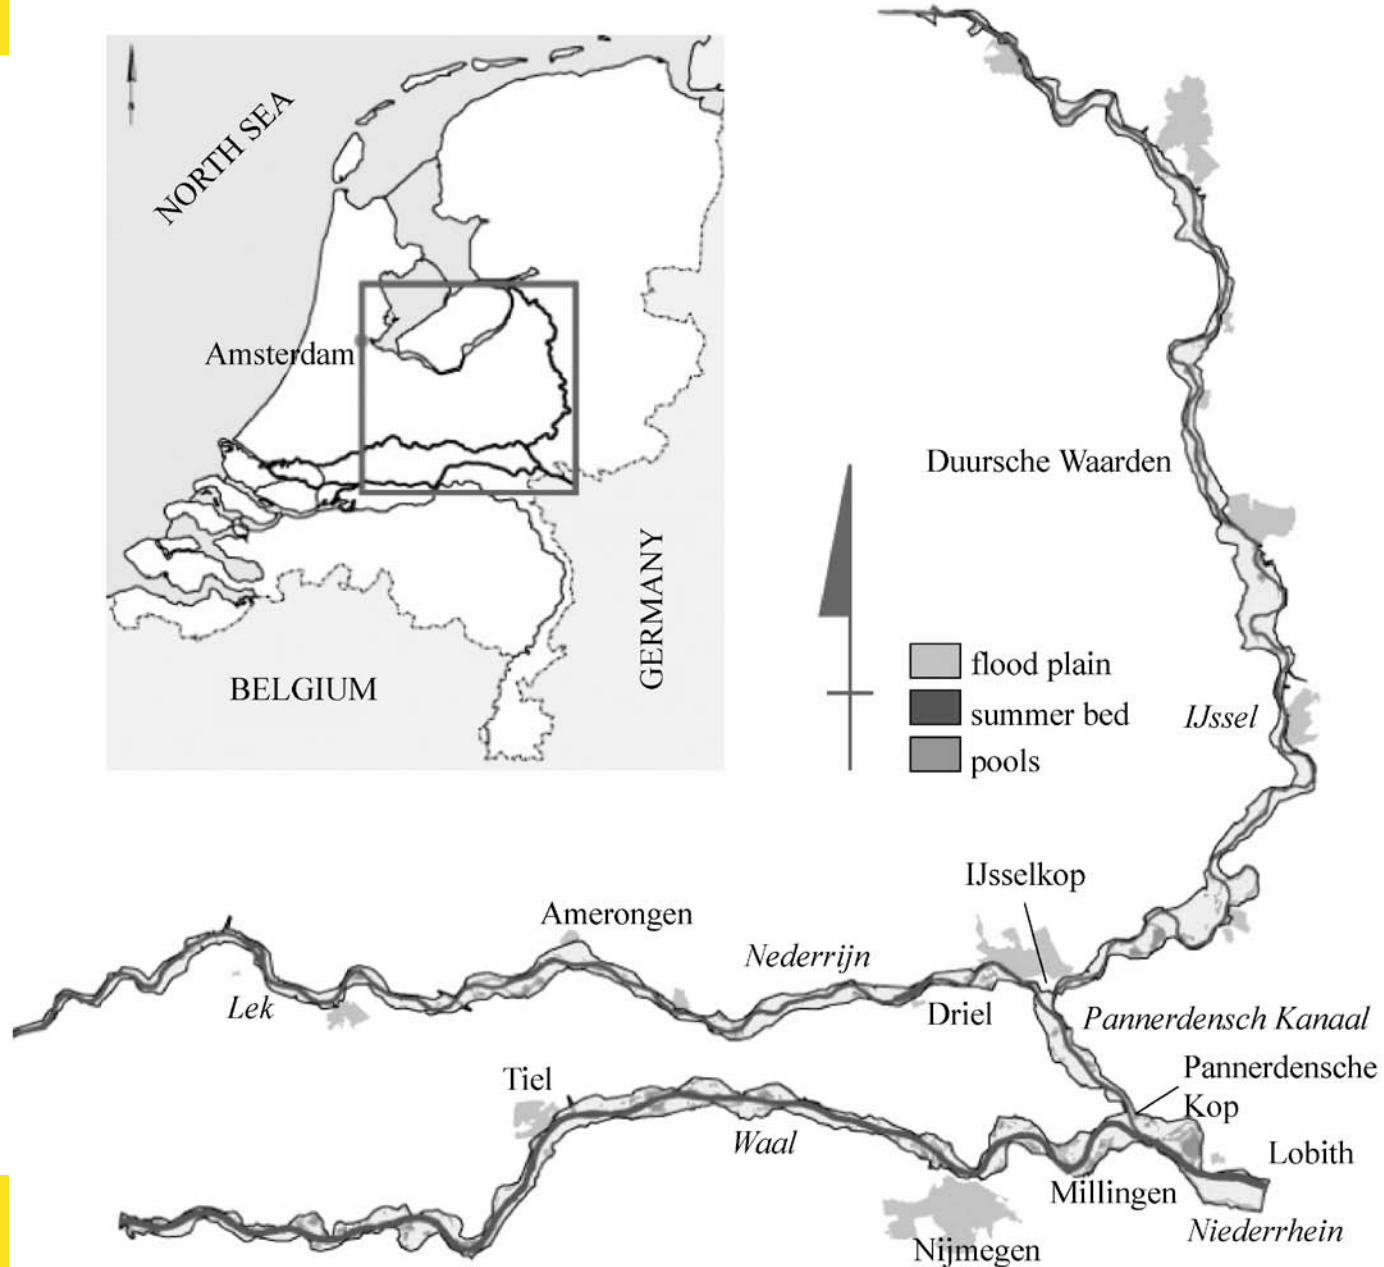 NORTH SEA
Amsterdam
BELGIUM
GERMANY
Duursche Waarden
flood plain
summer bed
pools
IJssel
IJsselkop
Amerongen
Nederrijn
Lek
Driel
Pannerdensch Kanaal
Pannerdensche
Kop
Tiel
Waal
Lobith
Millingen
Niederrhein
Nijmegen